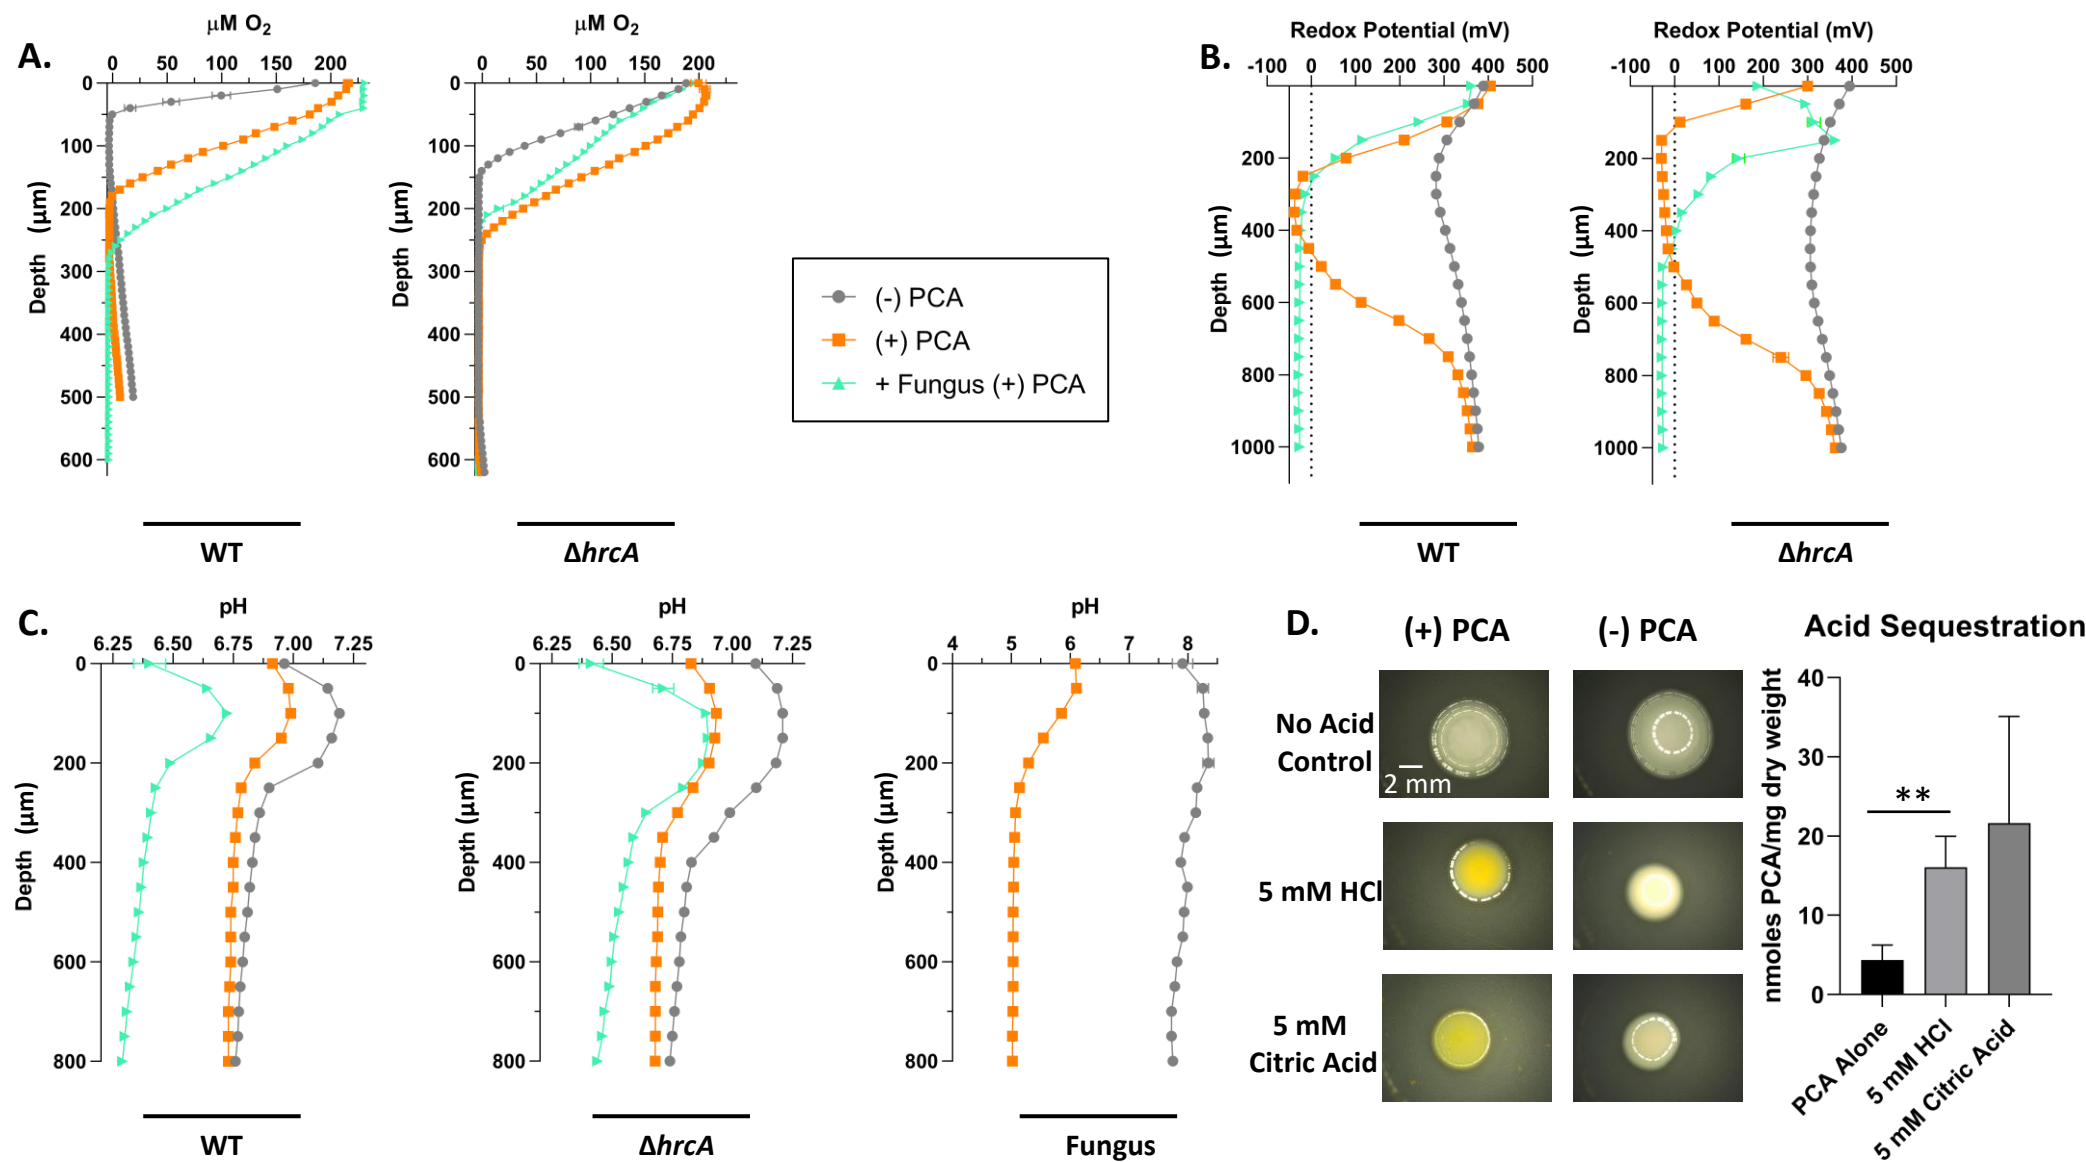 A.
μM O2
0 50 100 150 200
0
100
200
300
400
500
600
Depth (μm)
WT
μM O2
0 50 100 150 200
0
100
200
300
400
500
600
Depth (μm)
ΔhrcA
(-) PCA
(+) PCA
+ Fungus (+) PCA
B.
Redox Potential (mV)
-100 0 100 200 300 400 500
200
400
600
800
1000
Depth (μm)
WT
Redox Potential (mV)
-100 0 100 200 300 400 500
200
400
600
800
1000
Depth (μm)
ΔhrcA
C.
pH
6.25 6.50 6.75 7.00 7.25
0
200
400
600
800
Depth (μm)
WT
pH
6.25 6.50 6.75 7.00 7.25
0
200
400
600
800
Depth (μm)
ΔhrcA
pH
4 5 6 7 8
0
200
400
600
800
Depth (μm)
Fungus
D.
(+) PCA
(-) PCA
No Acid
Control
2 mm
5 mM HCl
5 mM
Citric Acid
Acid Sequestration
nmoles PCA/mg dry weight
40
30
20
10
0
**
PCA Alone
5 mM HCl
5 mM Citric Acid